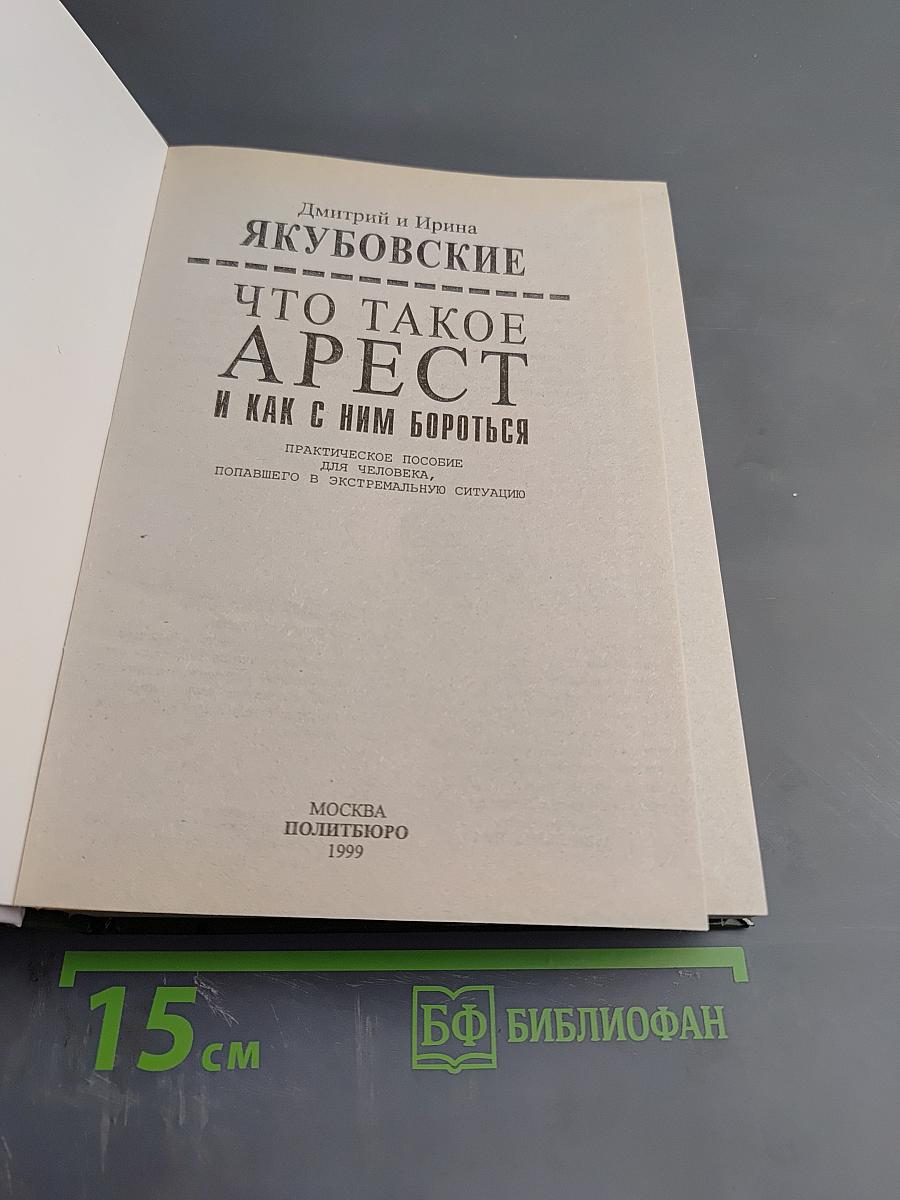 Дмитрий и Ирина
ЯКУБОВСКИЕ
ЧТО ТАКОЕ
АРЕСТ
И КАК С НИМ БОРОТЬСЯ
ПРАКТИЧЕСКОЕ ПОСОБИЕ
ДЛЯ ЧЕЛОВЕКА,
ПОПАВШЕГО В ЭКСТРЕМАЛЬНУЮ СИТУАЦИЮ
МОСКВА
ПОЛИТБЮРО
1999
15 см
БФ БИБЛИОФАН